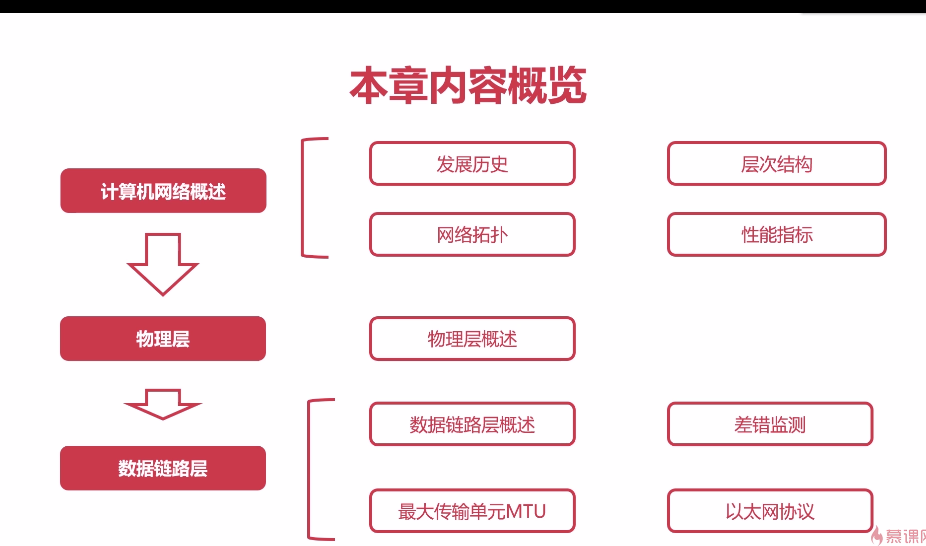 本章内容概览
计算机网络概述
发展历史
层次结构
网络拓扑
性能指标
物理层
物理层概述
数据链路层
数据链路层概述
差错监测
最大传输单元MTU
以太网协议
慕课网